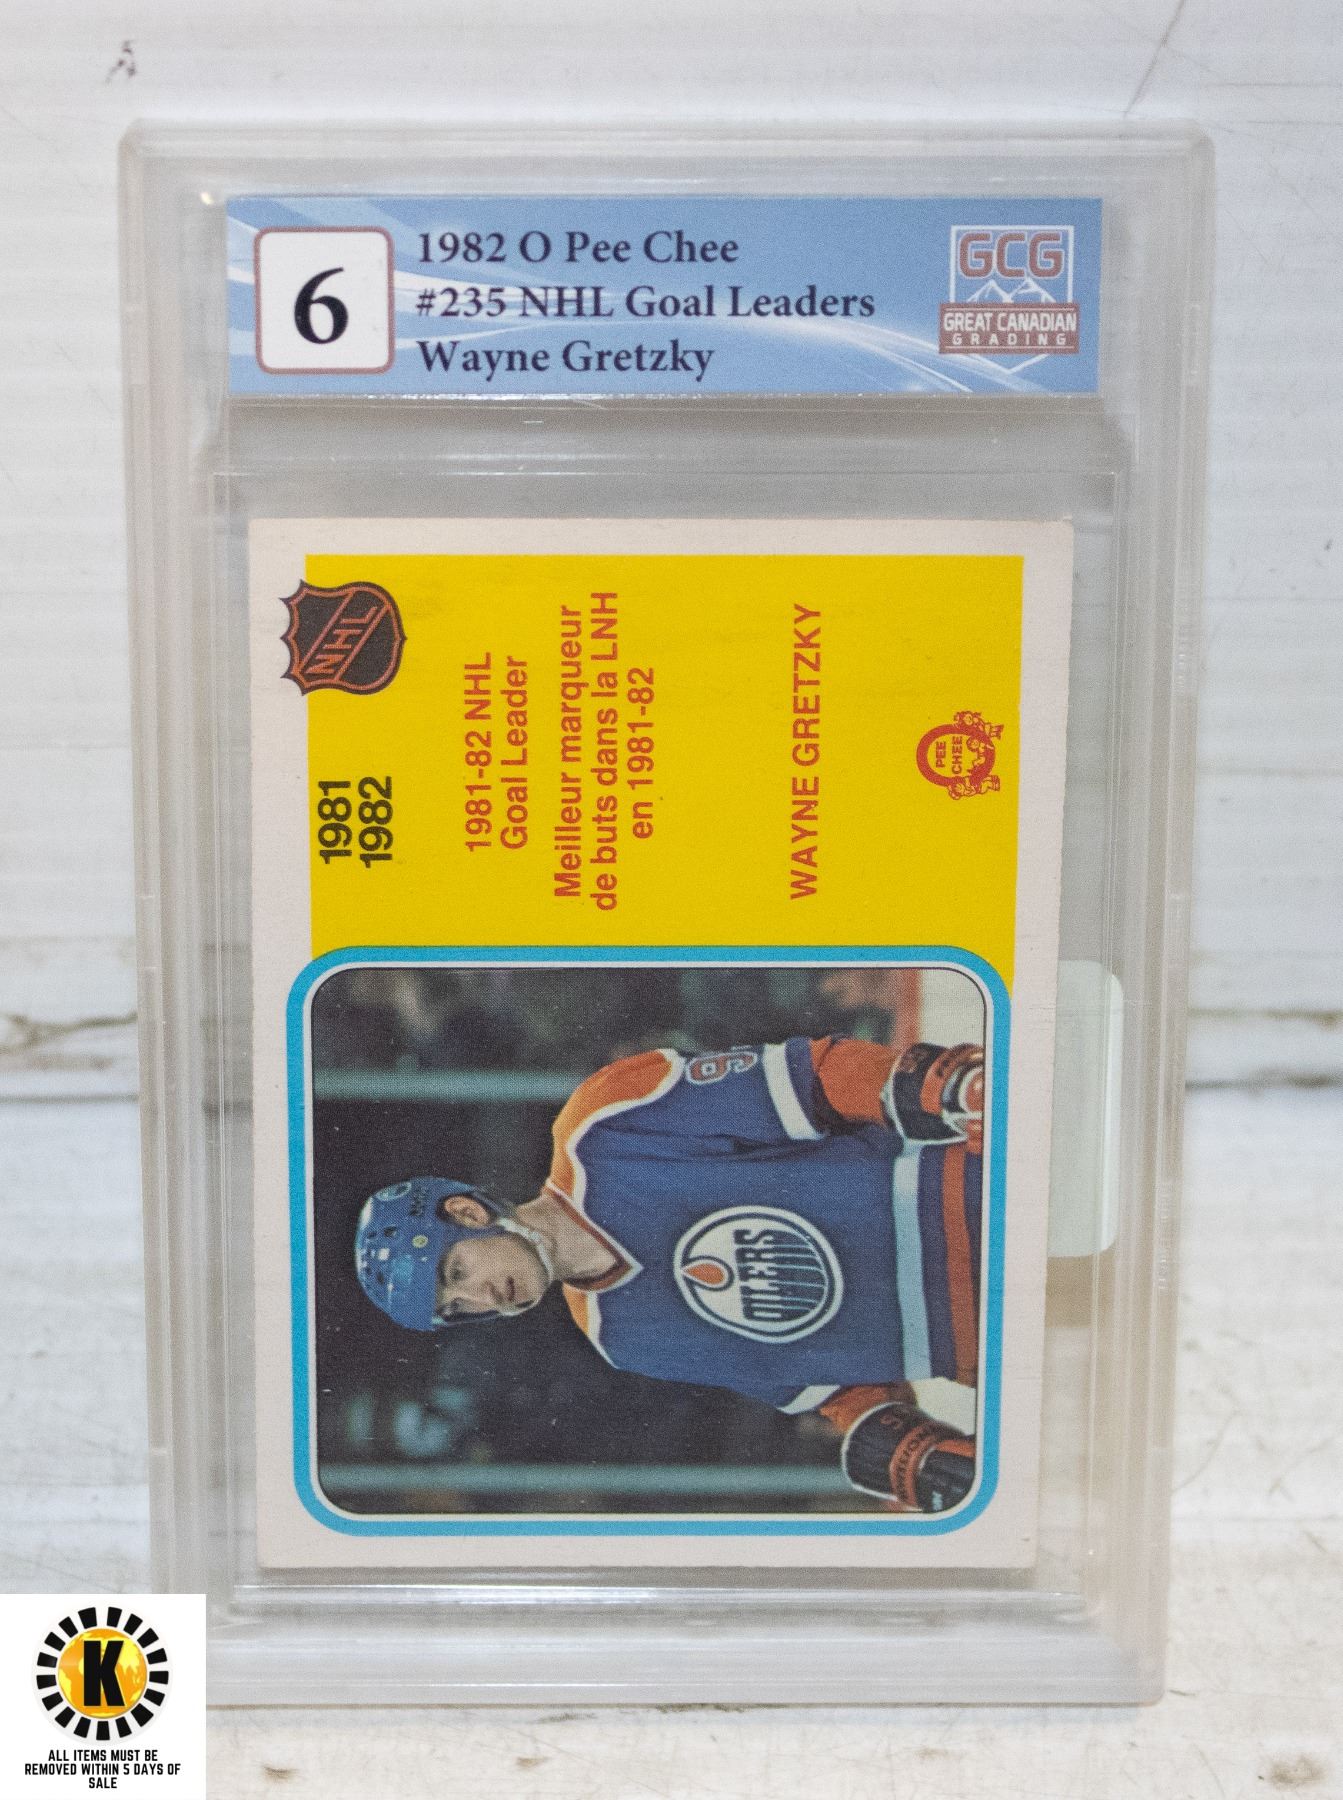 6
1982 O Pee Chee
#235 NHL Goal Leaders
Wayne Gretzky
GCG
GREAT CANADIAN
GRADING
NHL
1981
1982
1981-82 NHL
Goal Leader
Meilleur marqueur
de buts dans la LNH
en 1981-82
WAYNE GRETZKY
O
PEE
CHEE
OILERS
K
ALL ITEMS MUST BE
REMOVED WITHIN 5 DAYS OF
SALE